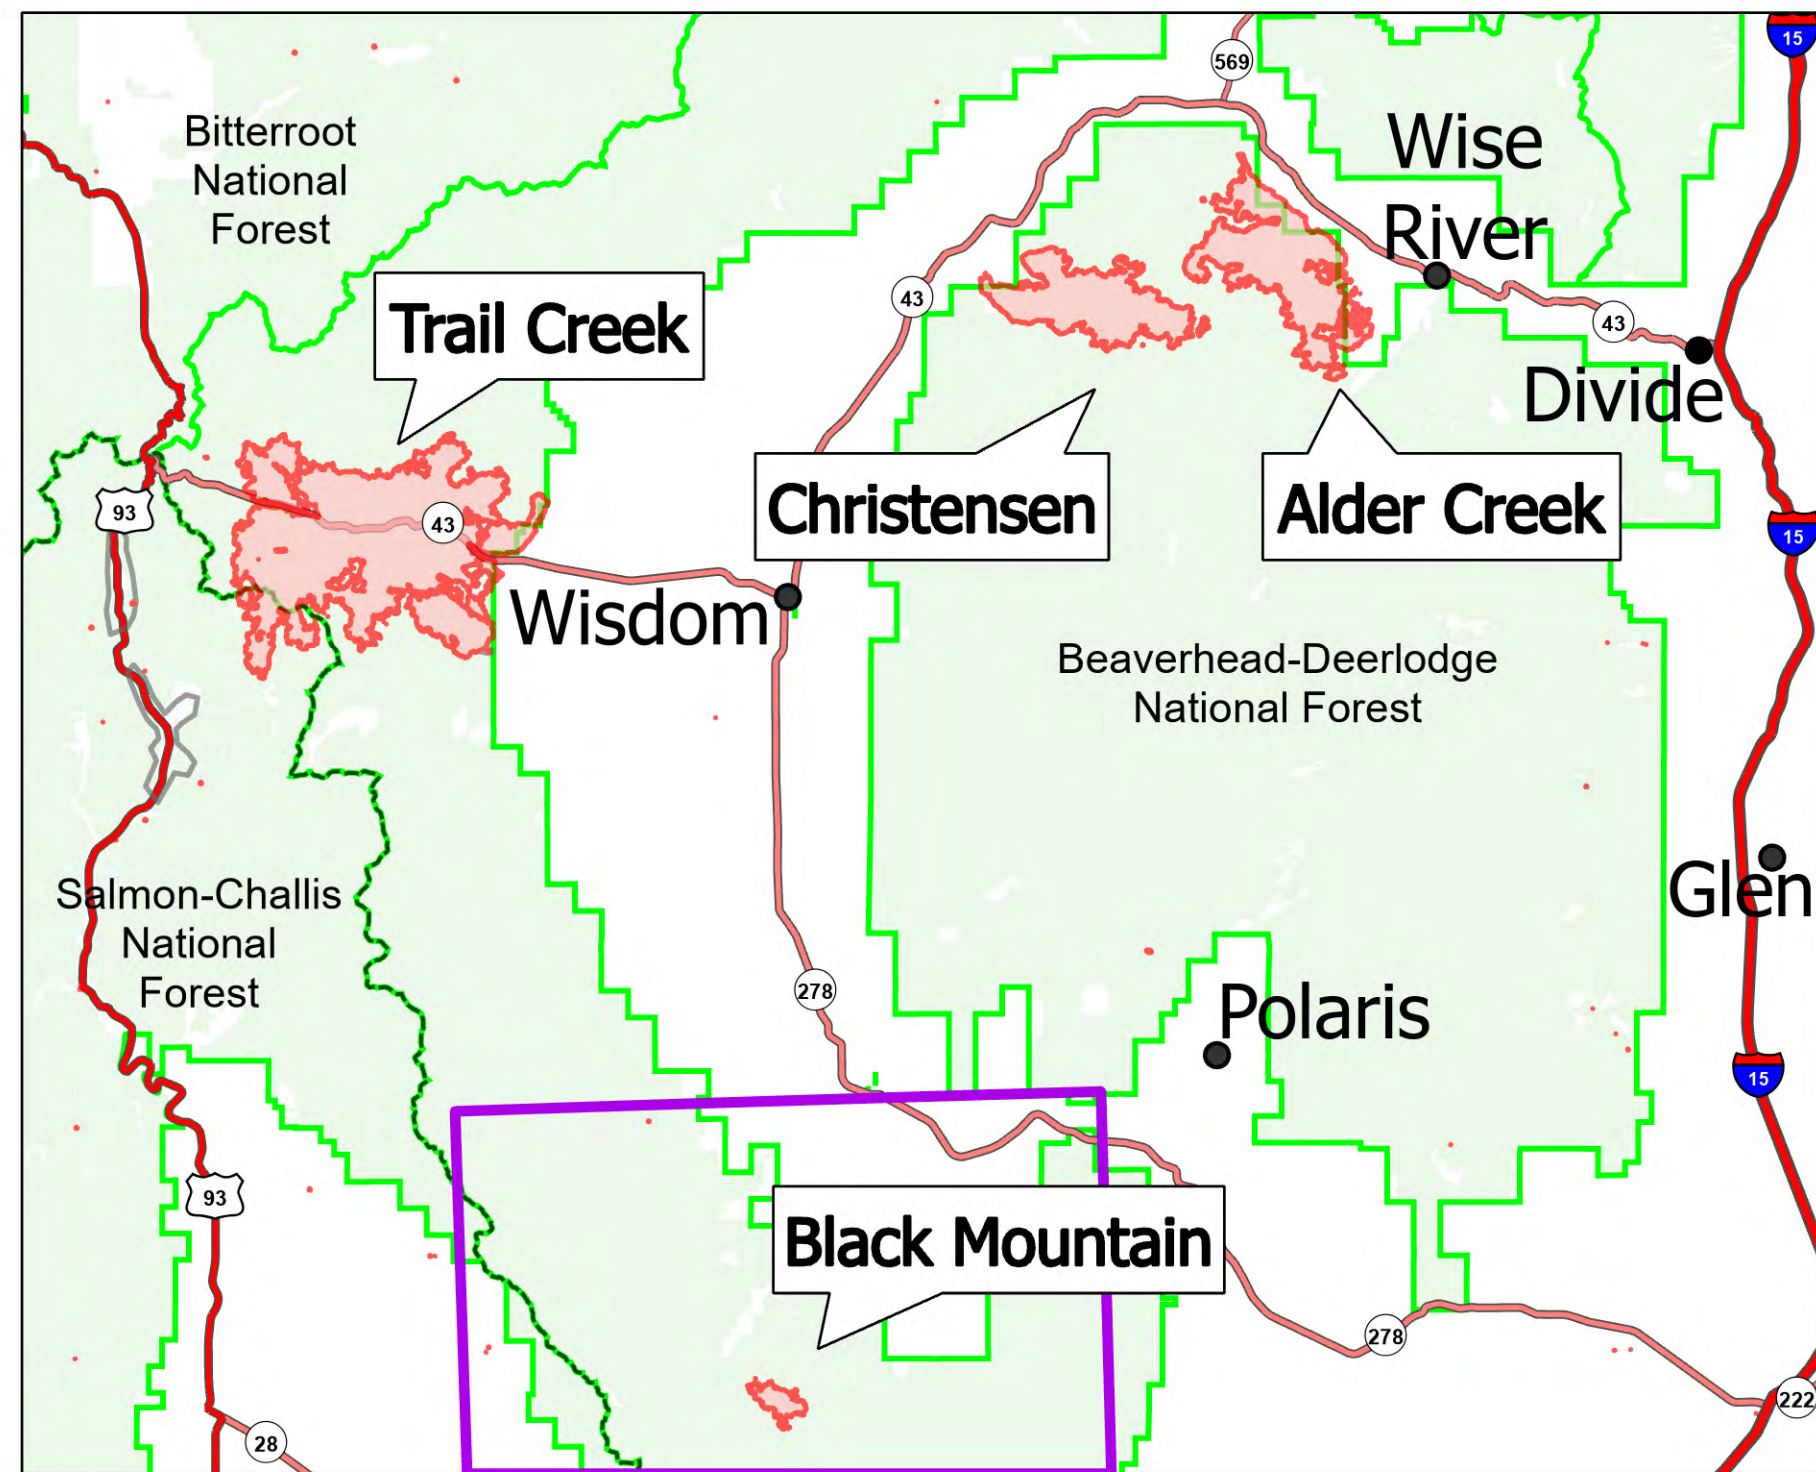 15
569
Bitterroot
National
Forest
Wise
River
43
Trail Creek
43
Divide
93
43
Christensen
Alder Creek
15
Wisdom
Beaverhead-Deerlodge
National Forest
Glen
Salmon-Challis
National
Forest
278
Polaris
15
93
Black Mountain
278
222
28